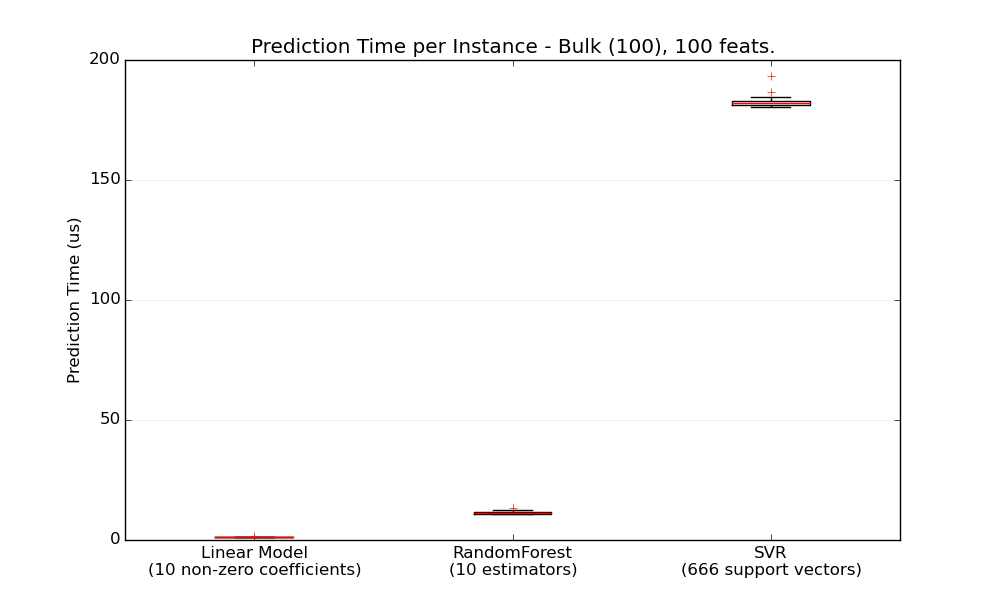 Prediction Time per Instance - Bulk (100), 100 feats.
200
150
100
50
0
Prediction Time (us)
Linear Model
(10 non-zero coefficients)
RandomForest
(10 estimators)
SVR
(666 support vectors)